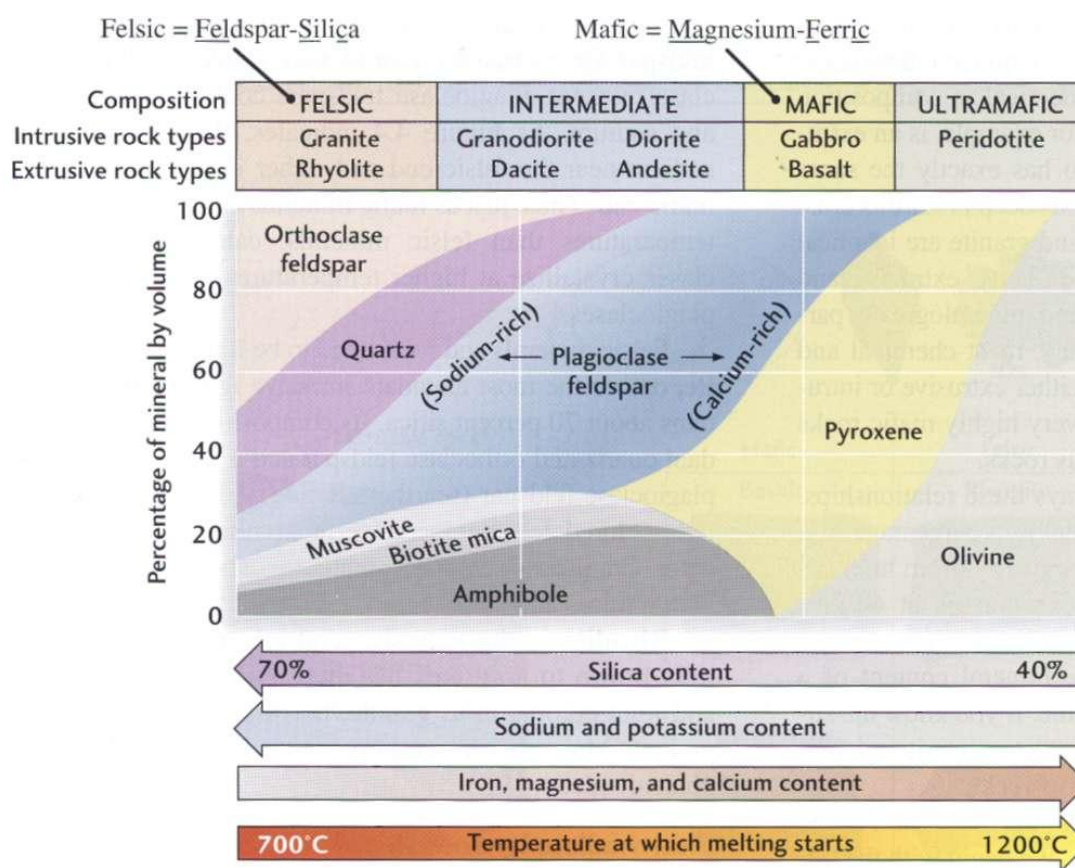 Felsic = Feldspar-Silica
Mafic = Magnesium-Ferric
Composition FELSIC INTERMEDIATE MAFIC ULTRAMAFIC
Intrusive rock types Granite Granodiorite Diorite Gabbro Peridotite
Extrusive rock types Rhyolite Dacite Andesite Basalt
Percentage of mineral by volume
100
80
60
40
20
0
Orthoclase
feldspar
Quartz
(Sodium-rich)
Plagioclase
feldspar
(Calcium-rich)
Pyroxene
Muscovite
Biotite mica
Amphibole
Olivine
70% Silica content 40%
Sodium and potassium content
Iron, magnesium, and calcium content
700°C Temperature at which melting starts 1200°C